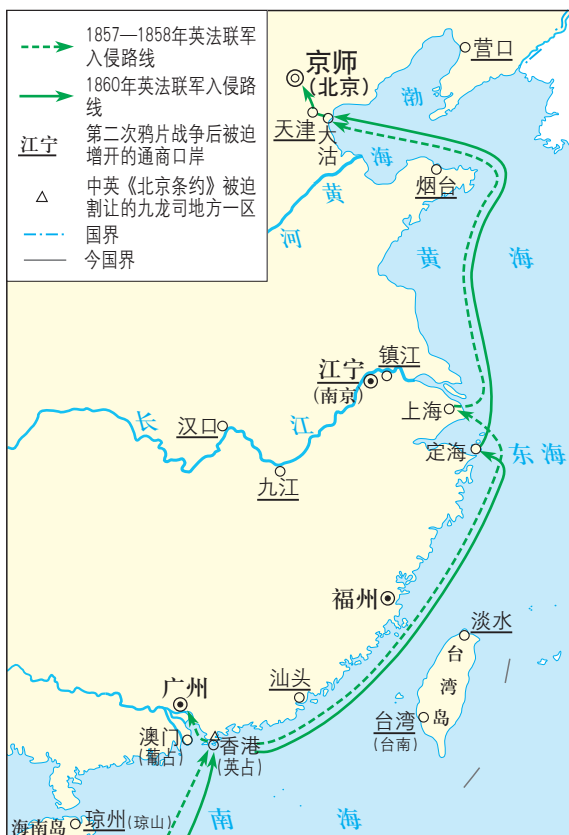 1857—1858年英法联军
入侵路线
1860年英法联军入侵路
线
江宁
第二次鸦片战争后被迫
增开的通商口岸
中英《北京条约》被迫
割让的九龙司地方一区
国界
今国界
京师
(北京)
营口
渤
海
天津
大沽
烟台
黄
河
黄
海
江宁
(南京)
镇江
上海
长
江
汉口
九江
定海
东海
福州
淡水
台
湾
岛
台湾
(台南)
汕头
广州
澳门
(葡占)
香港
(英占)
南
海
海南岛
琼州(琼山)